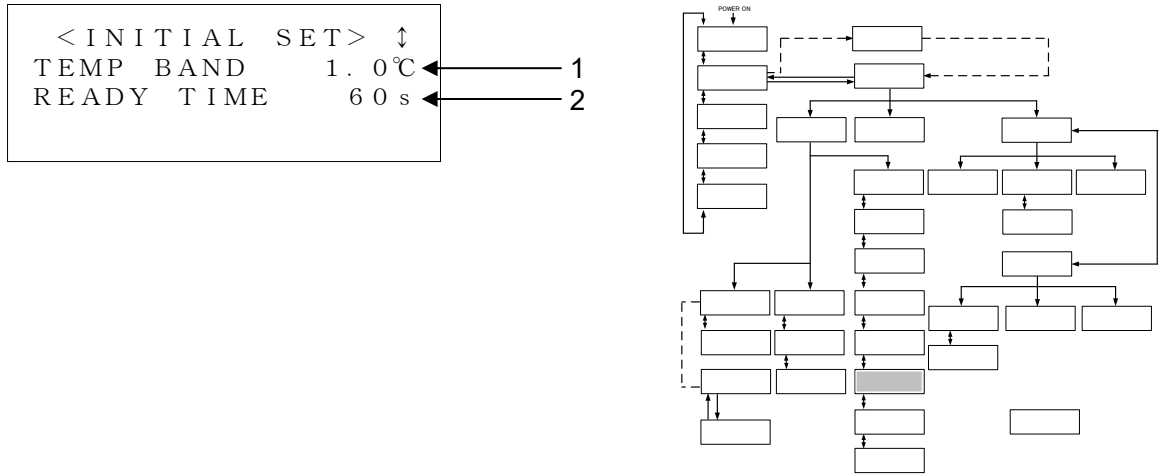 <INITIAL SET> ↕
TEMP BAND 1.0℃
READY TIME 60s
1
2
POWER ON